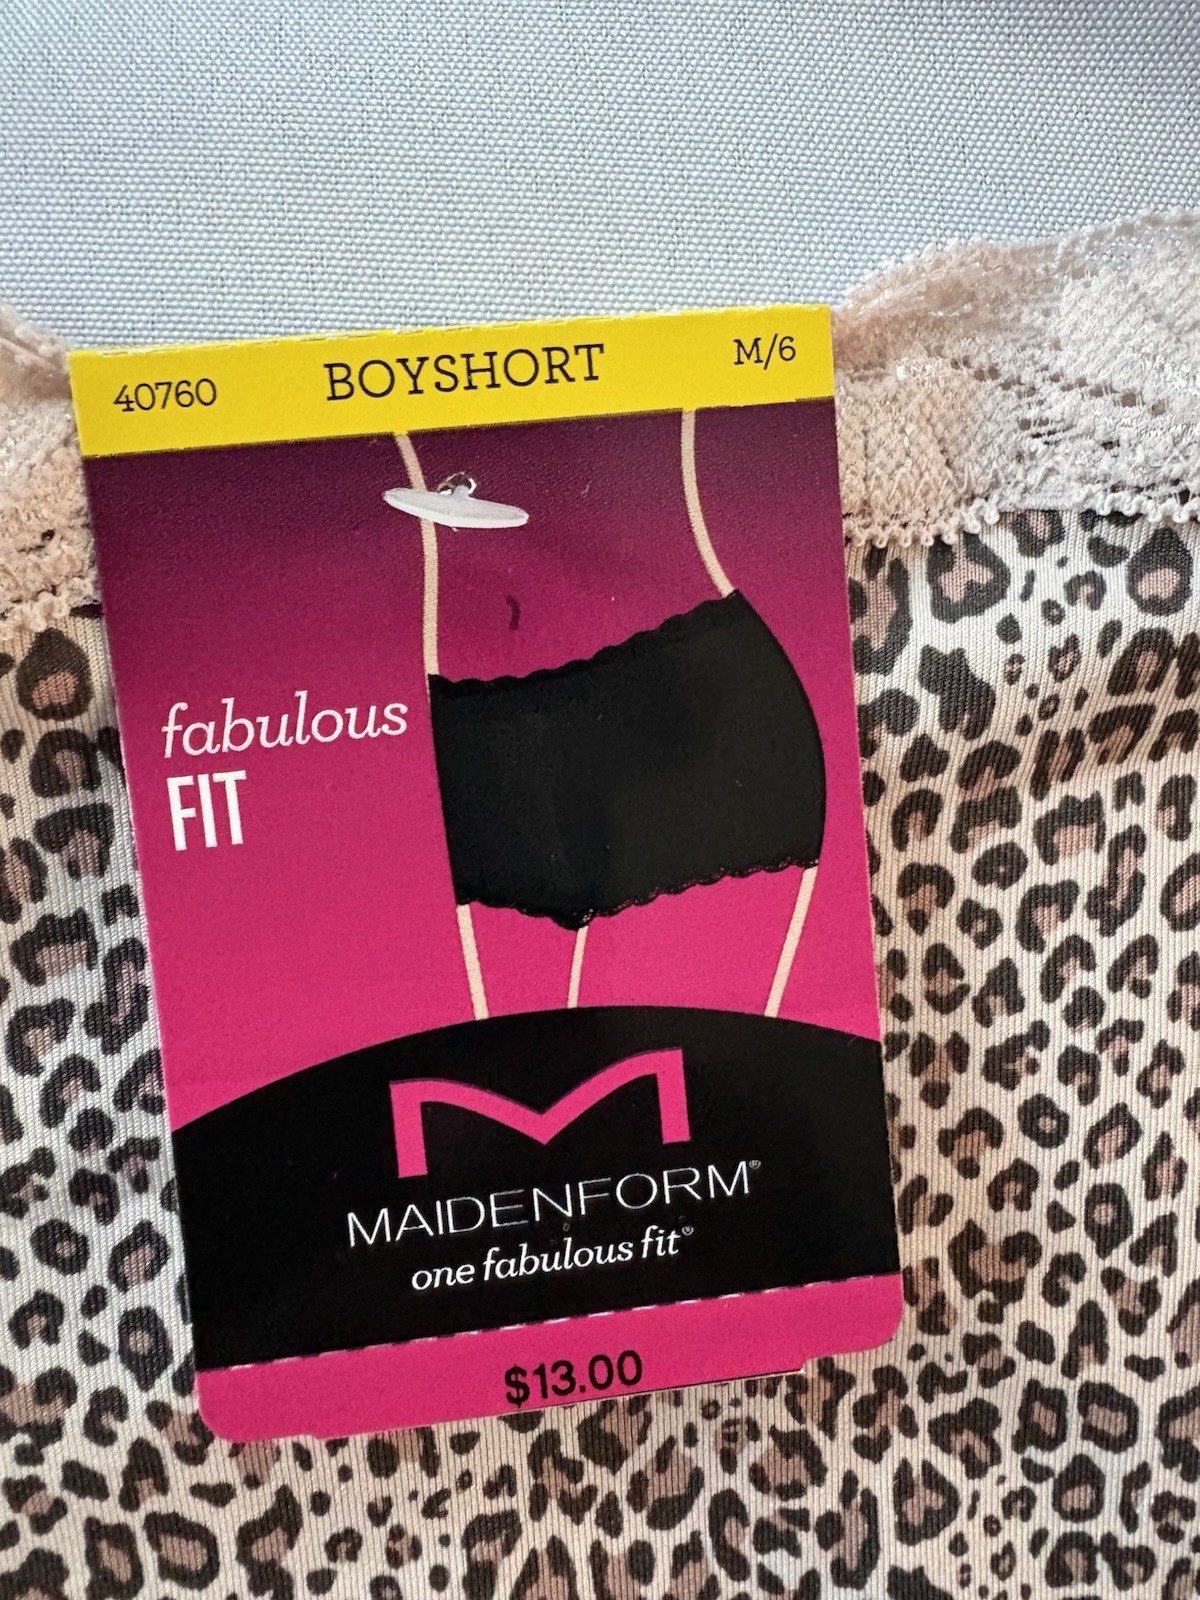 40760 BOYSHORT M/6
fabulous
FIT
M
MAIDENFORM®
one fabulous fit®
$13.00